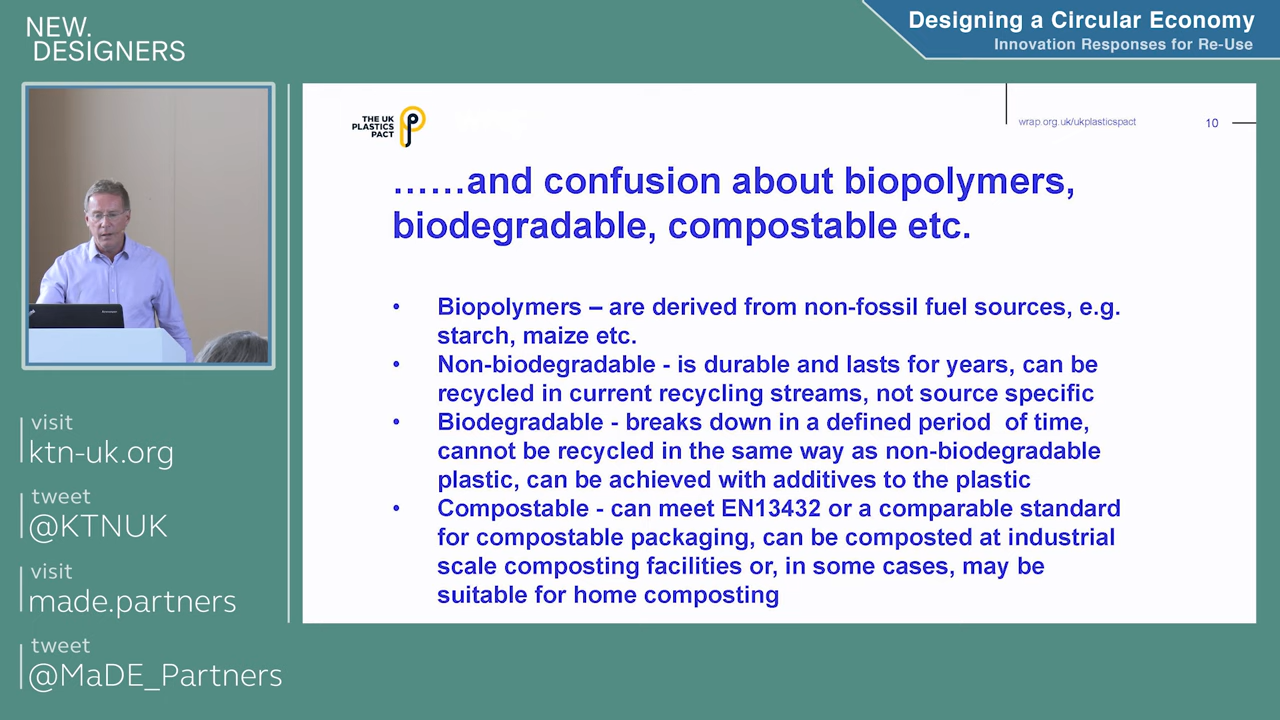 NEW.
DESIGNERS
Designing a Circular Economy
Innovation Responses for Re-Use
THE UK
PLASTICS
PACT
wrap.org.uk/ukplasticspact
10
……and confusion about biopolymers,
biodegradable, compostable etc.
• Biopolymers – are derived from non-fossil fuel sources, e.g.
starch, maize etc.
• Non-biodegradable - is durable and lasts for years, can be
recycled in current recycling streams, not source specific
• Biodegradable - breaks down in a defined period  of time,
cannot be recycled in the same way as non-biodegradable
plastic, can be achieved with additives to the plastic
• Compostable - can meet EN13432 or a comparable standard
for compostable packaging, can be composted at industrial
scale composting facilities or, in some cases, may be
suitable for home composting
visit
ktn-uk.org
tweet
@KTNUK
visit
made.partners
tweet
@MaDE_Partners